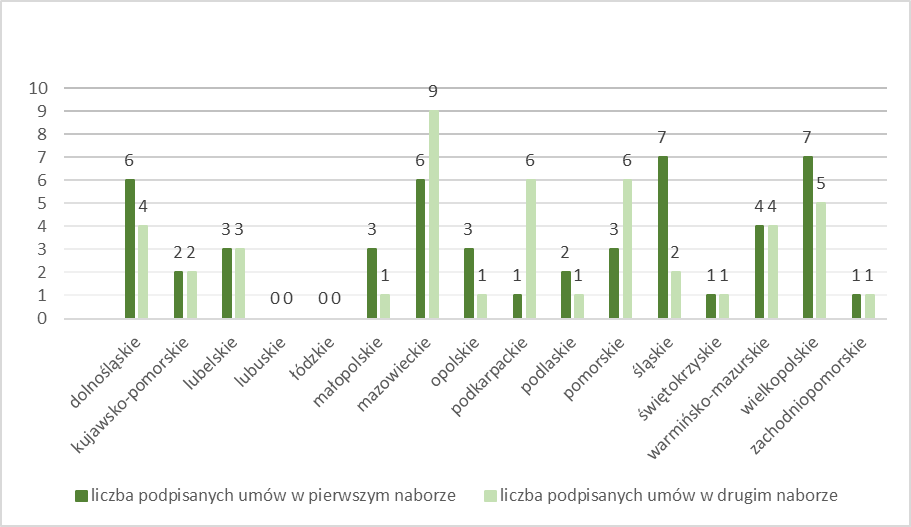 10
9
8
7
6
5
4
3
2
1
0
6 4
2 2
3 3
0 0
0 0
3 1
6 9
3 1
1 6
2 1
3 6
7 2
1 1
4 4
7 5
1 1
dolnośląskie
kujawsko-pomorskie
lubelskie
lubuskie
łódzkie
małopolskie
mazowieckie
opolskie
podkarpackie
podlaskie
pomorskie
śląskie
świętokrzyskie
warmińsko-mazurskie
wielkopolskie
zachodniopomorskie
liczba podpisanych umów w pierwszym naborze
liczba podpisanych umów w drugim naborze